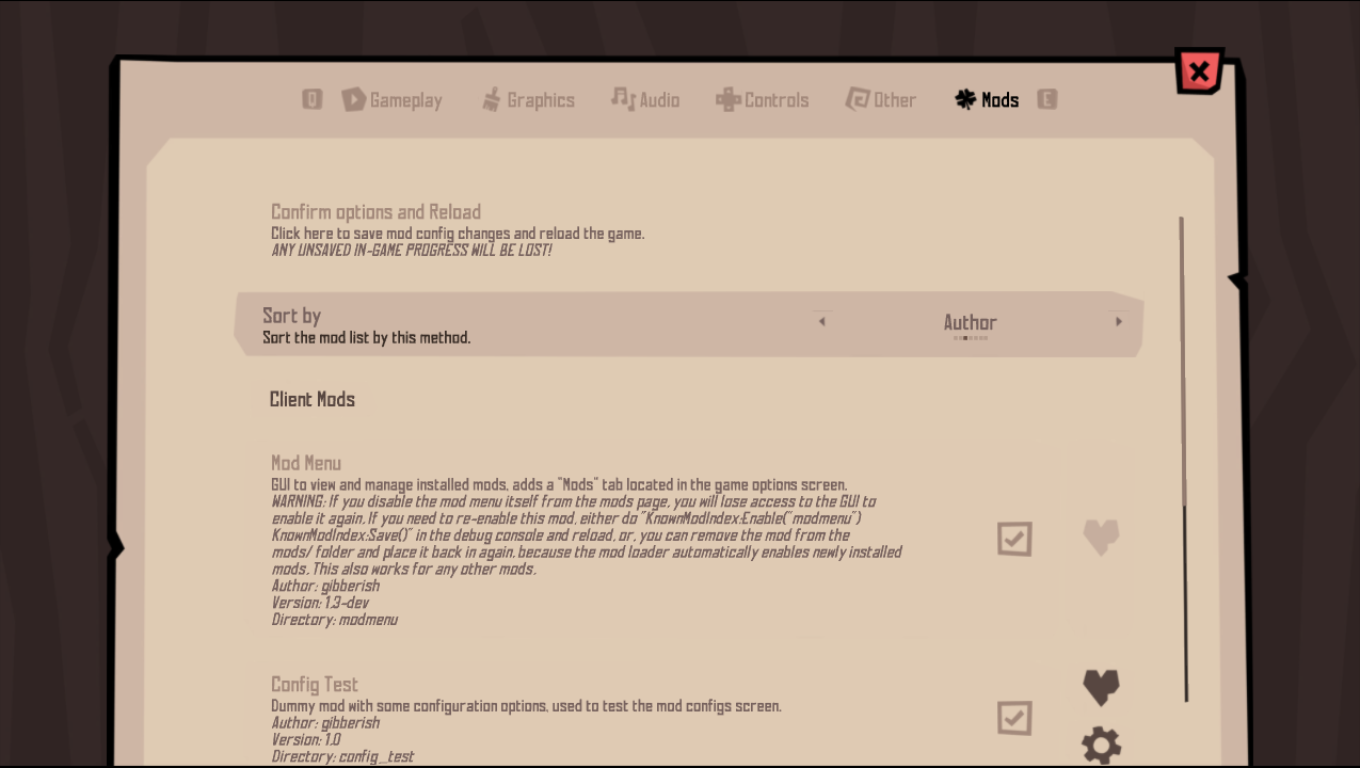 Q Gameplay Graphics Audio Controls Other Mods E
Confirm options and Reload
Click here to save mod config changes and reload the game.
ANY UNSAVED IN-GAME PROGRESS WILL BE LOST!
Sort by
Author
Sort the mod list by this method.
Client Mods
Mod Menu
GUI to view and manage installed mods, adds a "Mods" tab located in the game options screen.
WARNING: If you disable the mod menu itself from the mods page, you will lose access to the GUI to
enable it again. If you need to re-enable this mod, either do "KnownModIndex:Enable("modmenu")
KnownModIndex:Save()" in the debug console and reload, or, you can remove the mod from the
mods/ folder and place it back in again, because the mod loader automatically enables newly installed
mods. This also works for any other mods.
Author: gibberish
Version: 1.3-dev
Directory: modmenu
Config Test
Dummy mod with some configuration options, used to test the mod configs screen.
Author: gibberish
Version: 1.0
Directory: config_test